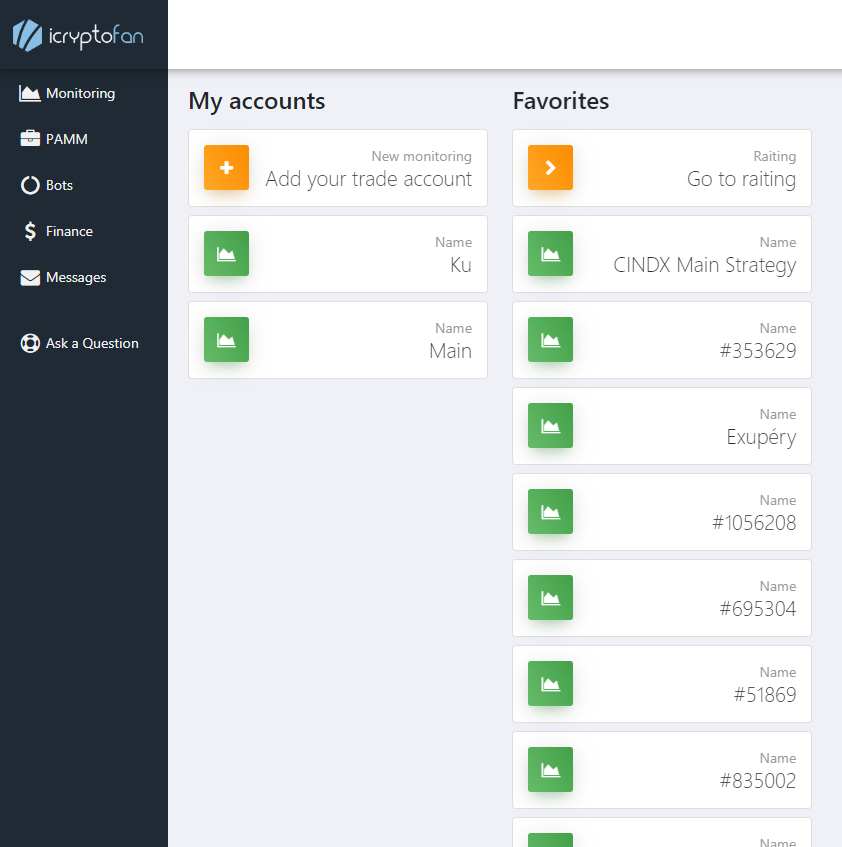 icryptofan
Monitoring
PAMM
Bots
Finance
Messages
Ask a Question
My accounts
New monitoring
Add your trade account
Name
Ku
Name
Main
Favorites
Raiting
Go to raiting
Name
CINDX Main Strategy
Name
#353629
Name
Exupéry
Name
#1056208
Name
#695304
Name
#51869
Name
#835002
Name